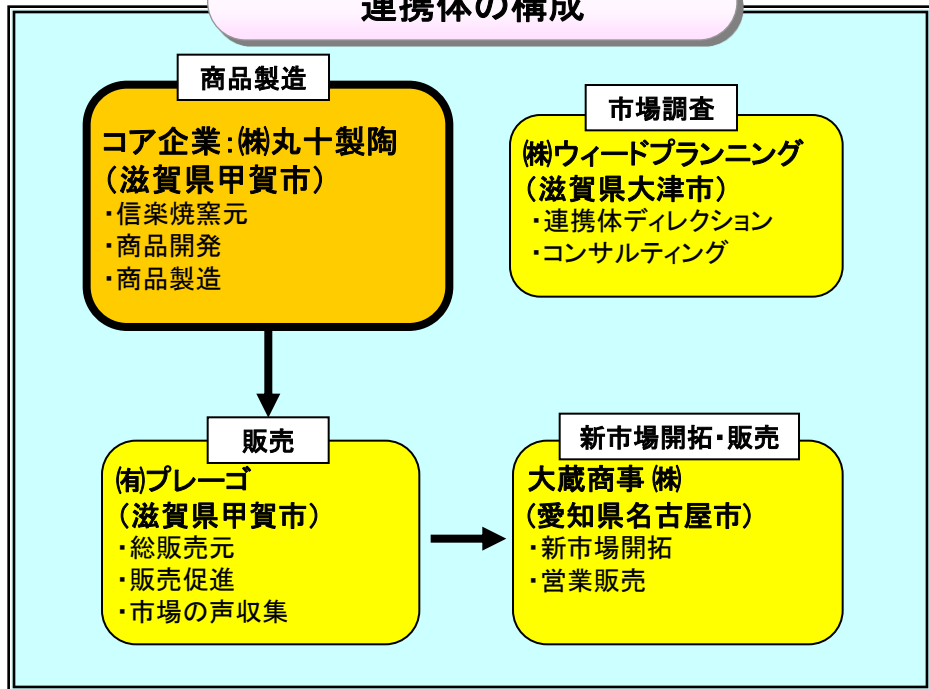 連携体の構成
商品製造
コア企業:㈱丸十製陶
(滋賀県甲賀市)
・信楽焼窯元
・商品開発
・商品製造
市場調査
㈱ウィードプランニング
(滋賀県大津市)
・連携体ディレクション
・コンサルティング
販売
㈲プレーゴ
(滋賀県甲賀市)
・総販売元
・販売促進
・市場の声収集
新市場開拓・販売
大蔵商事㈱
(愛知県名古屋市)
・新市場開拓
・営業販売